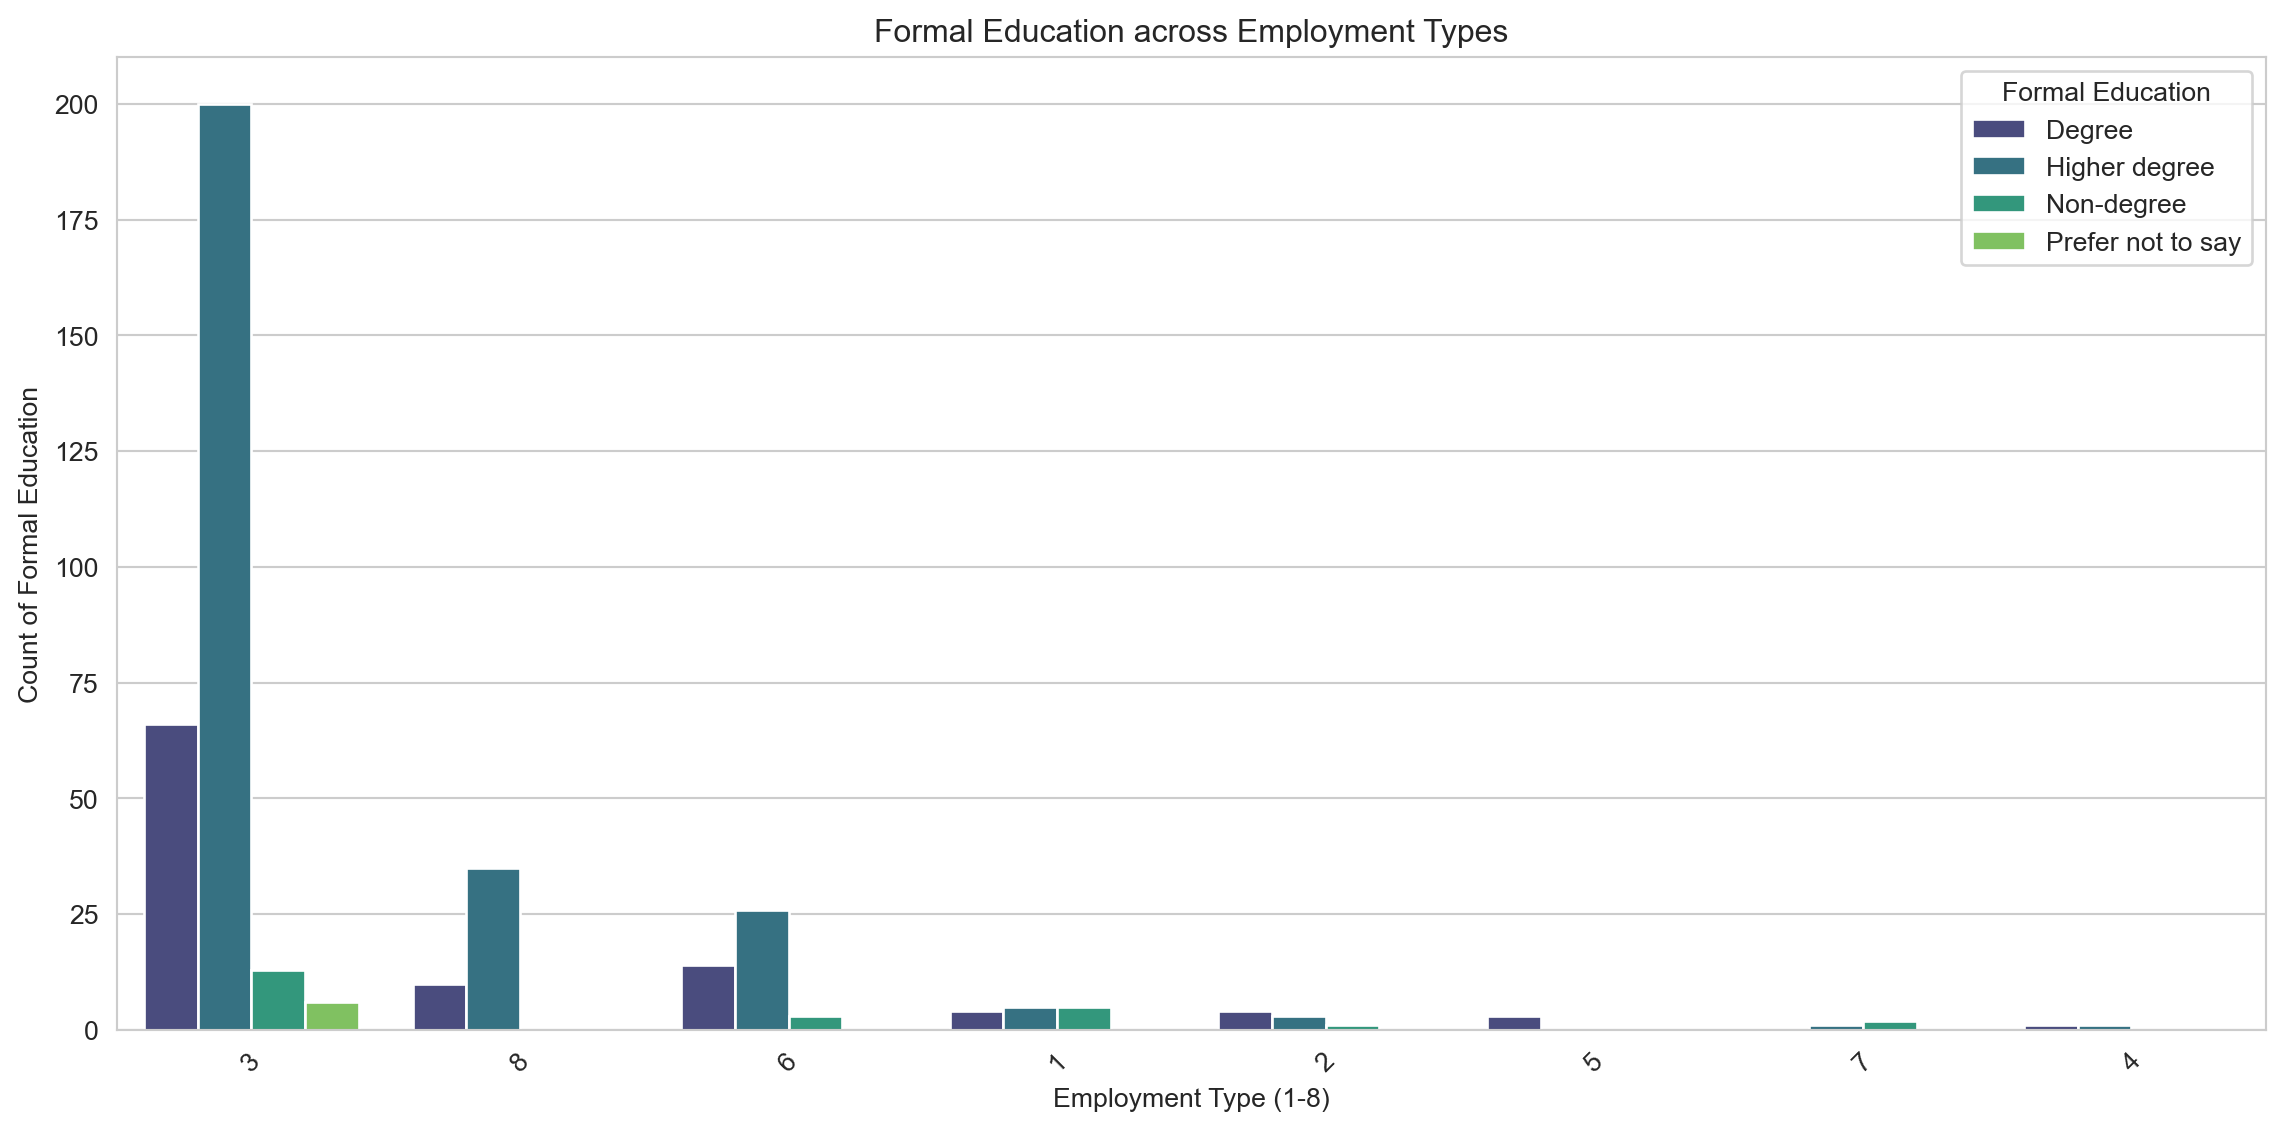 Formal Education across Employment Types
Formal Education
Degree
Higher degree
Non-degree
Prefer not to say
Count of Formal Education
200
175
150
125
100
75
50
25
0
3
8
6
1
2
5
7
4
Employment Type (1-8)